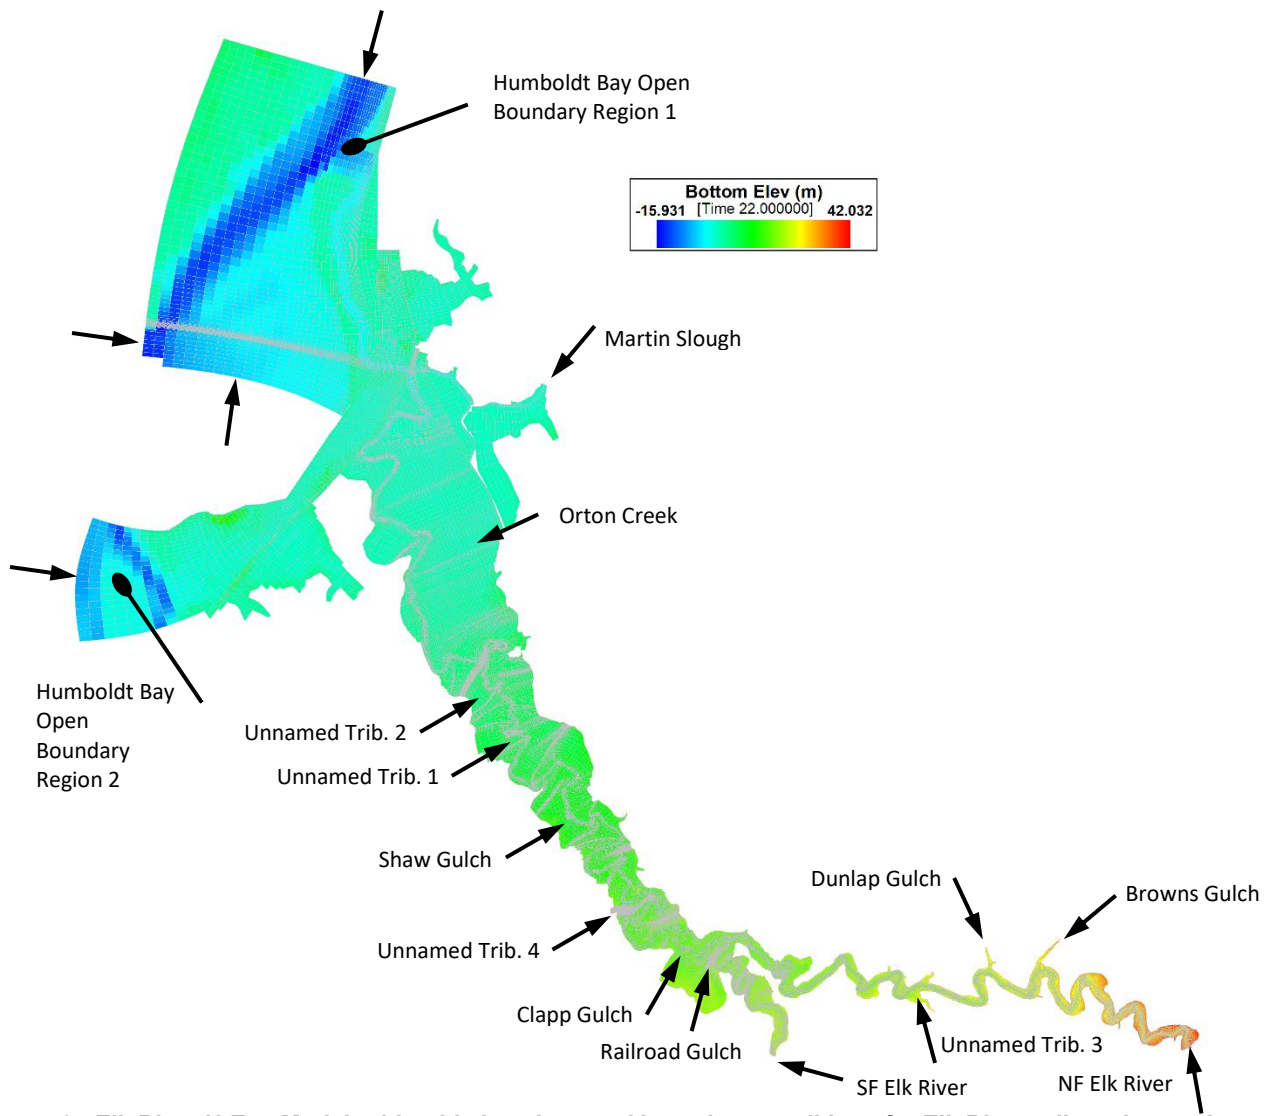 Humboldt Bay Open
Boundary Region 1
Bottom Elev (m)
-15.931 [Time 22.000000] 42.032
Martin Slough
Orton Creek
Humboldt Bay
Open
Boundary
Region 2
Unnamed Trib. 2
Unnamed Trib. 1
Shaw Gulch
Dunlap Gulch
Browns Gulch
Unnamed Trib. 4
Clapp Gulch
Railroad Gulch
Unnamed Trib. 3
SF Elk River
NF Elk River